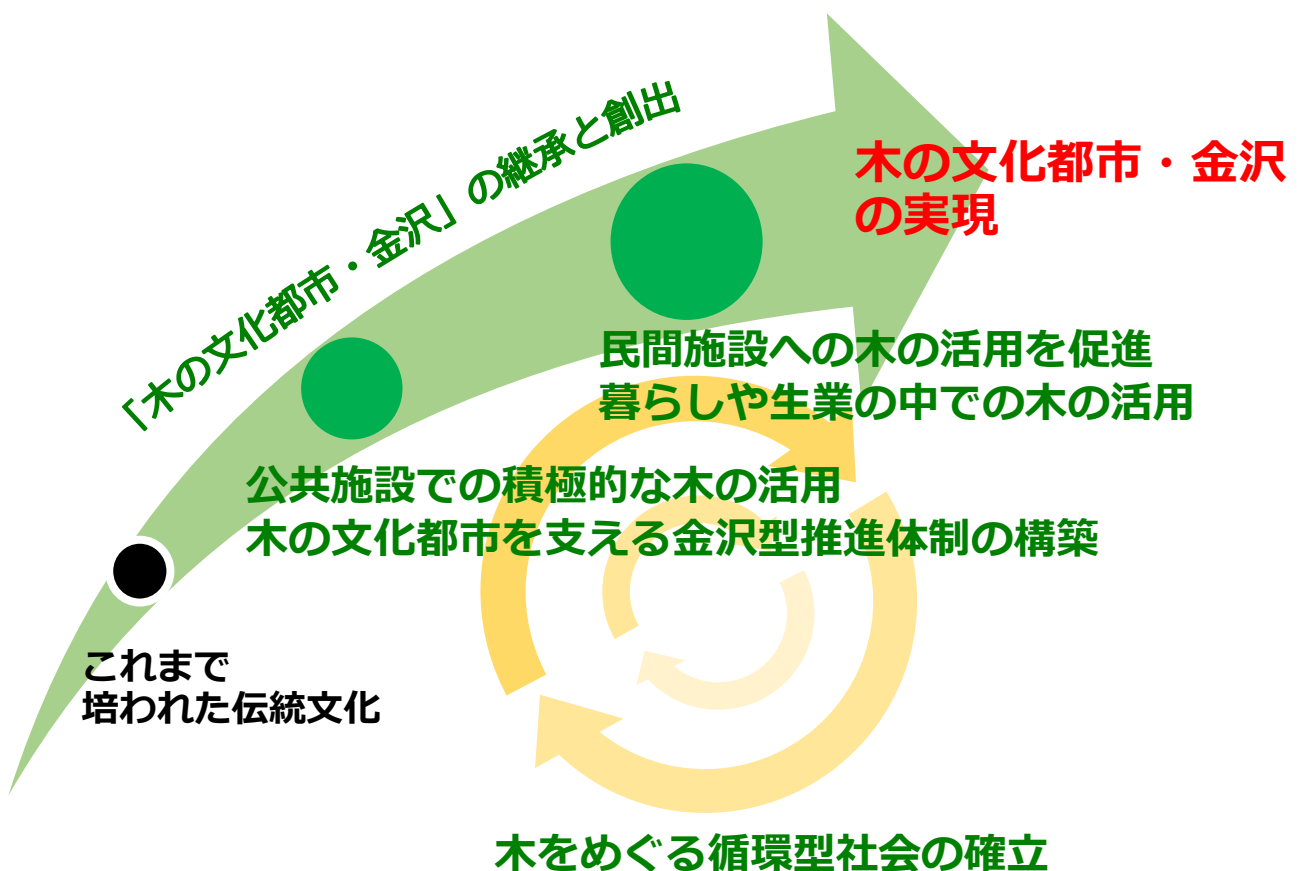 「木の文化都市・金沢」の継承と創出
木の文化都市・金沢
の実現
民間施設への木の活用を促進
暮らしや生業の中での木の活用
公共施設での積極的な木の活用
木の文化都市を支える金沢型推進体制の構築
これまで
培われた伝統文化
木をめぐる循環型社会の確立